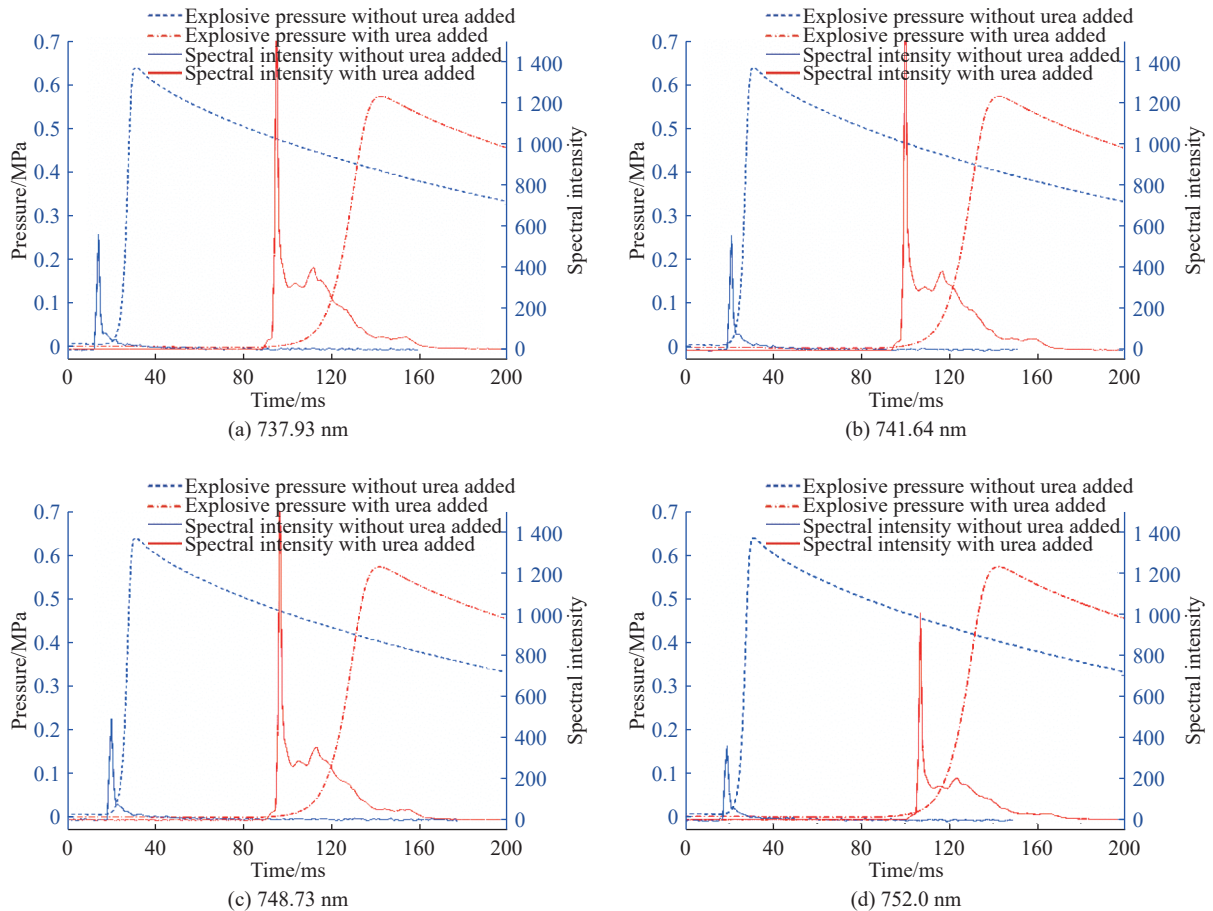 Explosive pressure without urea added
Explosive pressure with urea added
Spectral intensity without urea added
Spectral intensity with urea added
0.7
0.6
0.5
0.4
0.3
0.2
0.1
0
Pressure/MPa
1 400
1 200
1 000
800
600
400
200
0
Spectral intensity
0 40 80 120 160 200
Time/ms
(a) 737.93 nm
Explosive pressure without urea added
Explosive pressure with urea added
Spectral intensity without urea added
Spectral intensity with urea added
0.7
0.6
0.5
0.4
0.3
0.2
0.1
0
Pressure/MPa
1 400
1 200
1 000
800
600
400
200
0
Spectral intensity
0 40 80 120 160 200
Time/ms
(b) 741.64 nm
Explosive pressure without urea added
Explosive pressure with urea added
Spectral intensity without urea added
Spectral intensity with urea added
0.7
0.6
0.5
0.4
0.3
0.2
0.1
0
Pressure/MPa
1 400
1 200
1 000
800
600
400
200
0
Spectral intensity
0 40 80 120 160 200
Time/ms
(c) 748.73 nm
Explosive pressure without urea added
Explosive pressure with urea added
Spectral intensity without urea added
Spectral intensity with urea added
0.7
0.6
0.5
0.4
0.3
0.2
0.1
0
Pressure/MPa
1 400
1 200
1 000
800
600
400
200
0
Spectral intensity
0 40 80 120 160 200
Time/ms
(d) 752.0 nm